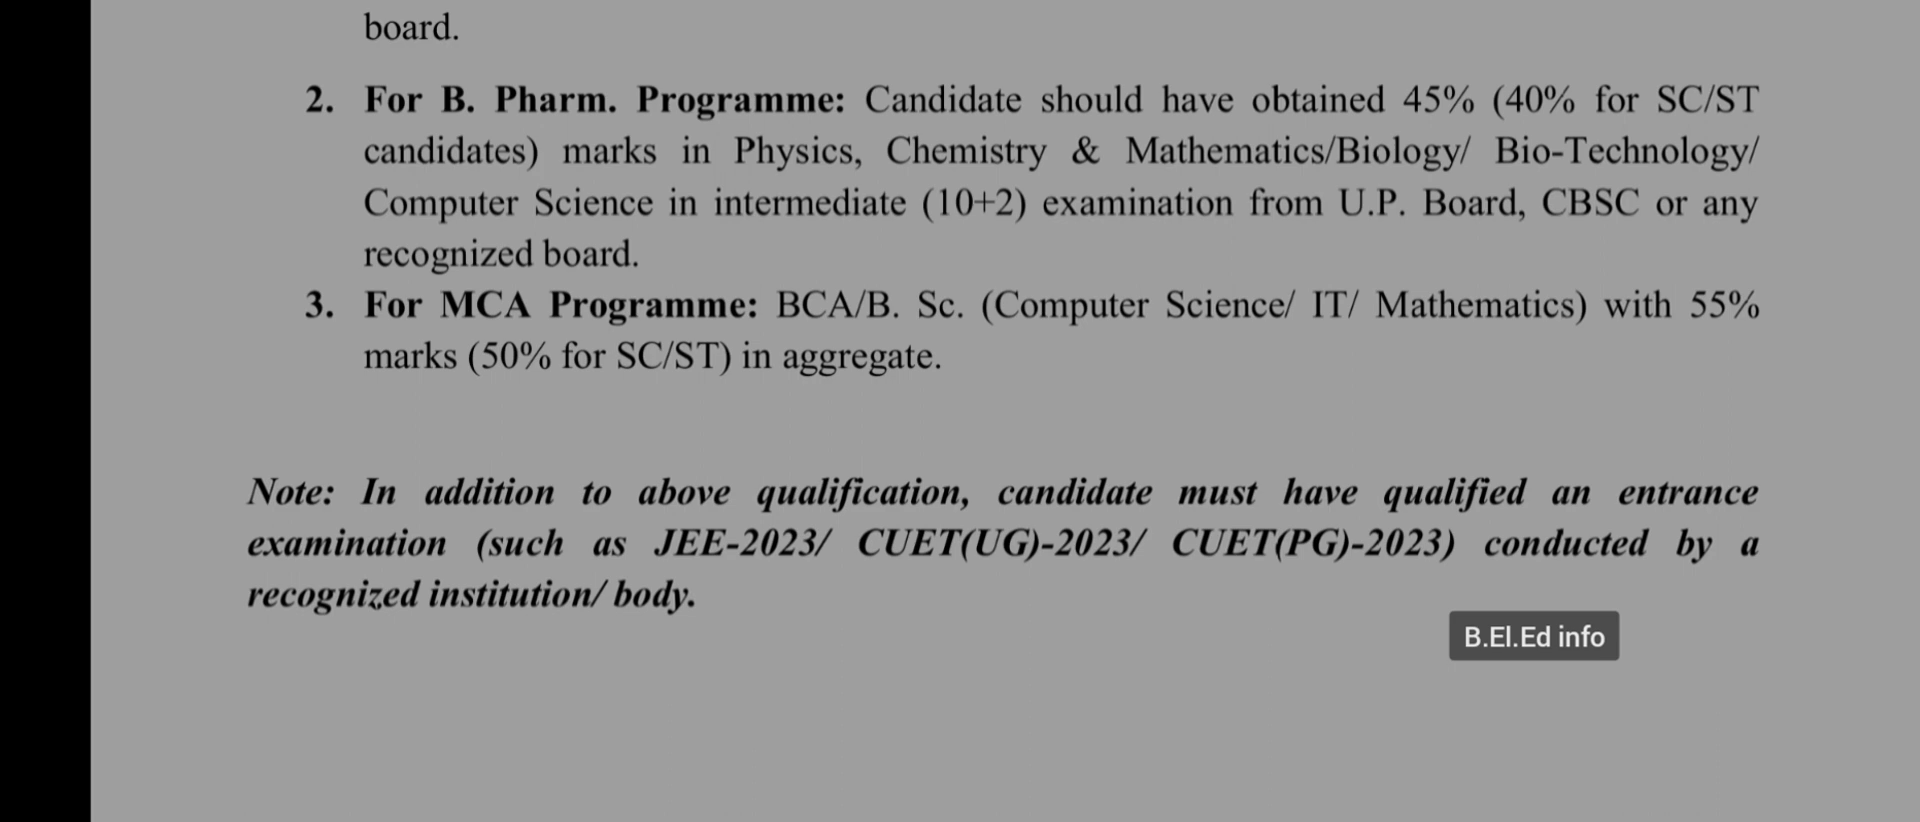 board.
2. For B. Pharm. Programme: Candidate should have obtained 45% (40% for SC/ST
candidates) marks in Physics, Chemistry & Mathematics/Biology/ Bio-Technology/
Computer Science in intermediate (10+2) examination from U.P. Board, CBSC or any
recognized board.
3. For MCA Programme: BCA/B. Sc. (Computer Science/ IT/ Mathematics) with 55%
marks (50% for SC/ST) in aggregate.
Note: In addition to above qualification, candidate must have qualified an entrance
examination (such as JEE-2023/ CUET(UG)-2023/ CUET(PG)-2023) conducted by a
recognized institution/ body.
B.El.Ed info